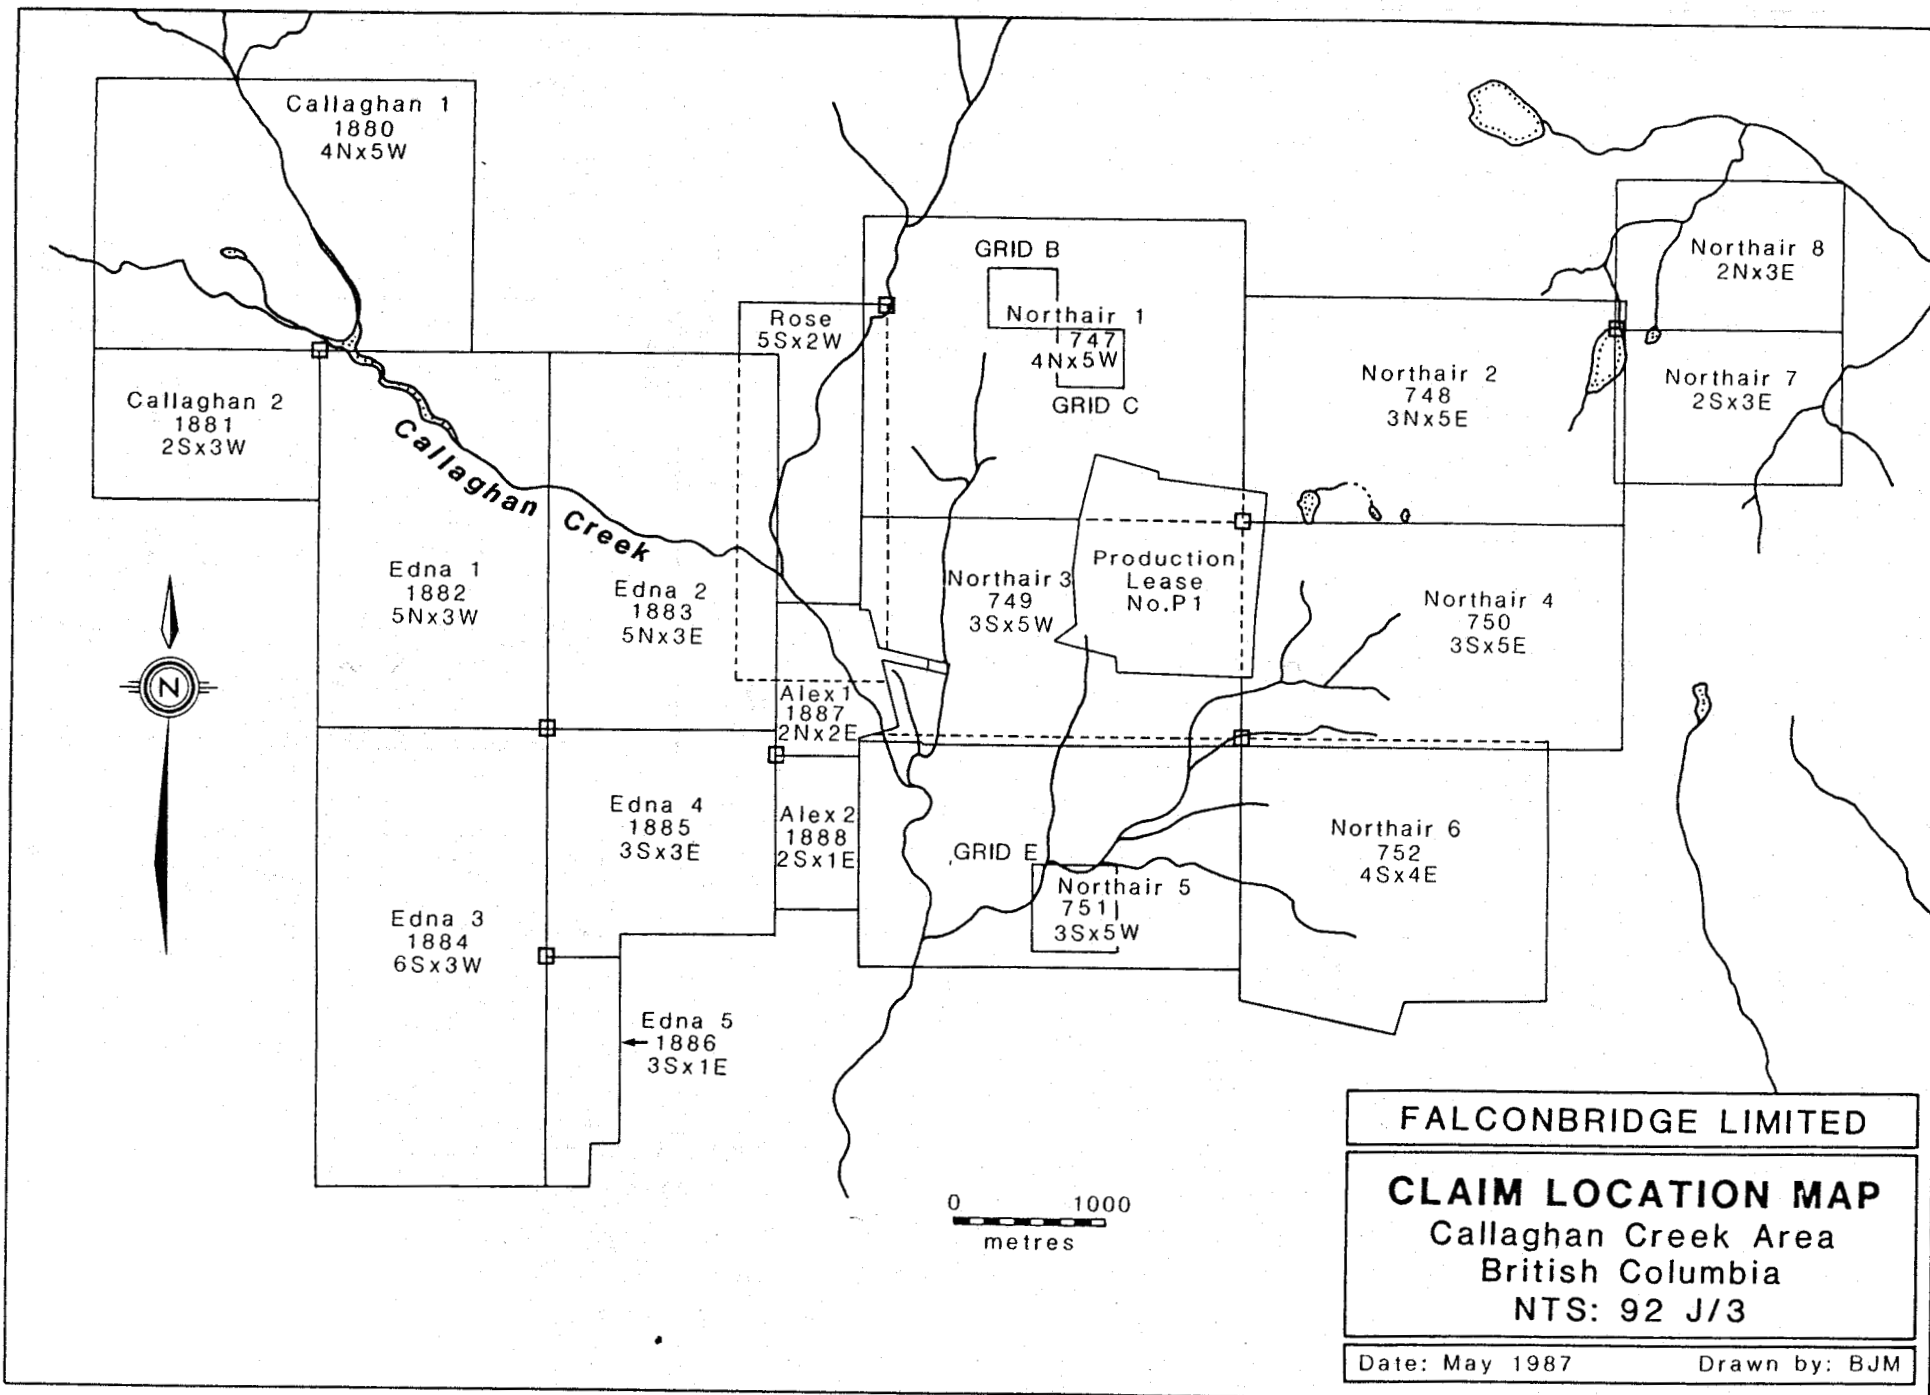 Callaghan 1
1880
4Nx5W
Northair 8
2Nx3E
GRID B
Northair 1
747
4Nx5W
GRID C
Rose
5Sx2W
Northair 2
748
3Nx5E
Northair 7
2Sx3E
Callaghan 2
1881
2Sx3W
Callaghan Creek
Edna 1
1882
5Nx3W
Edna 2
1883
5Nx3E
Northair 3
749
3Sx5W
Production
Lease
No.P1
Northair 4
750
3Sx5E
N
Alex 1
1887
2Nx2E
Edna 4
1885
3Sx3E
Alex 2
1888
2Sx1E
GRID E
Northair 5
751
3Sx5W
Northair 6
752
4Sx4E
Edna 3
1884
6Sx3W
Edna 5
1886
3Sx1E
0 1000
metres
FALCONBRIDGE LIMITED
CLAIM LOCATION MAP
Callaghan Creek Area
British Columbia
NTS: 92 J/3
Date: May 1987 Drawn by: BJM